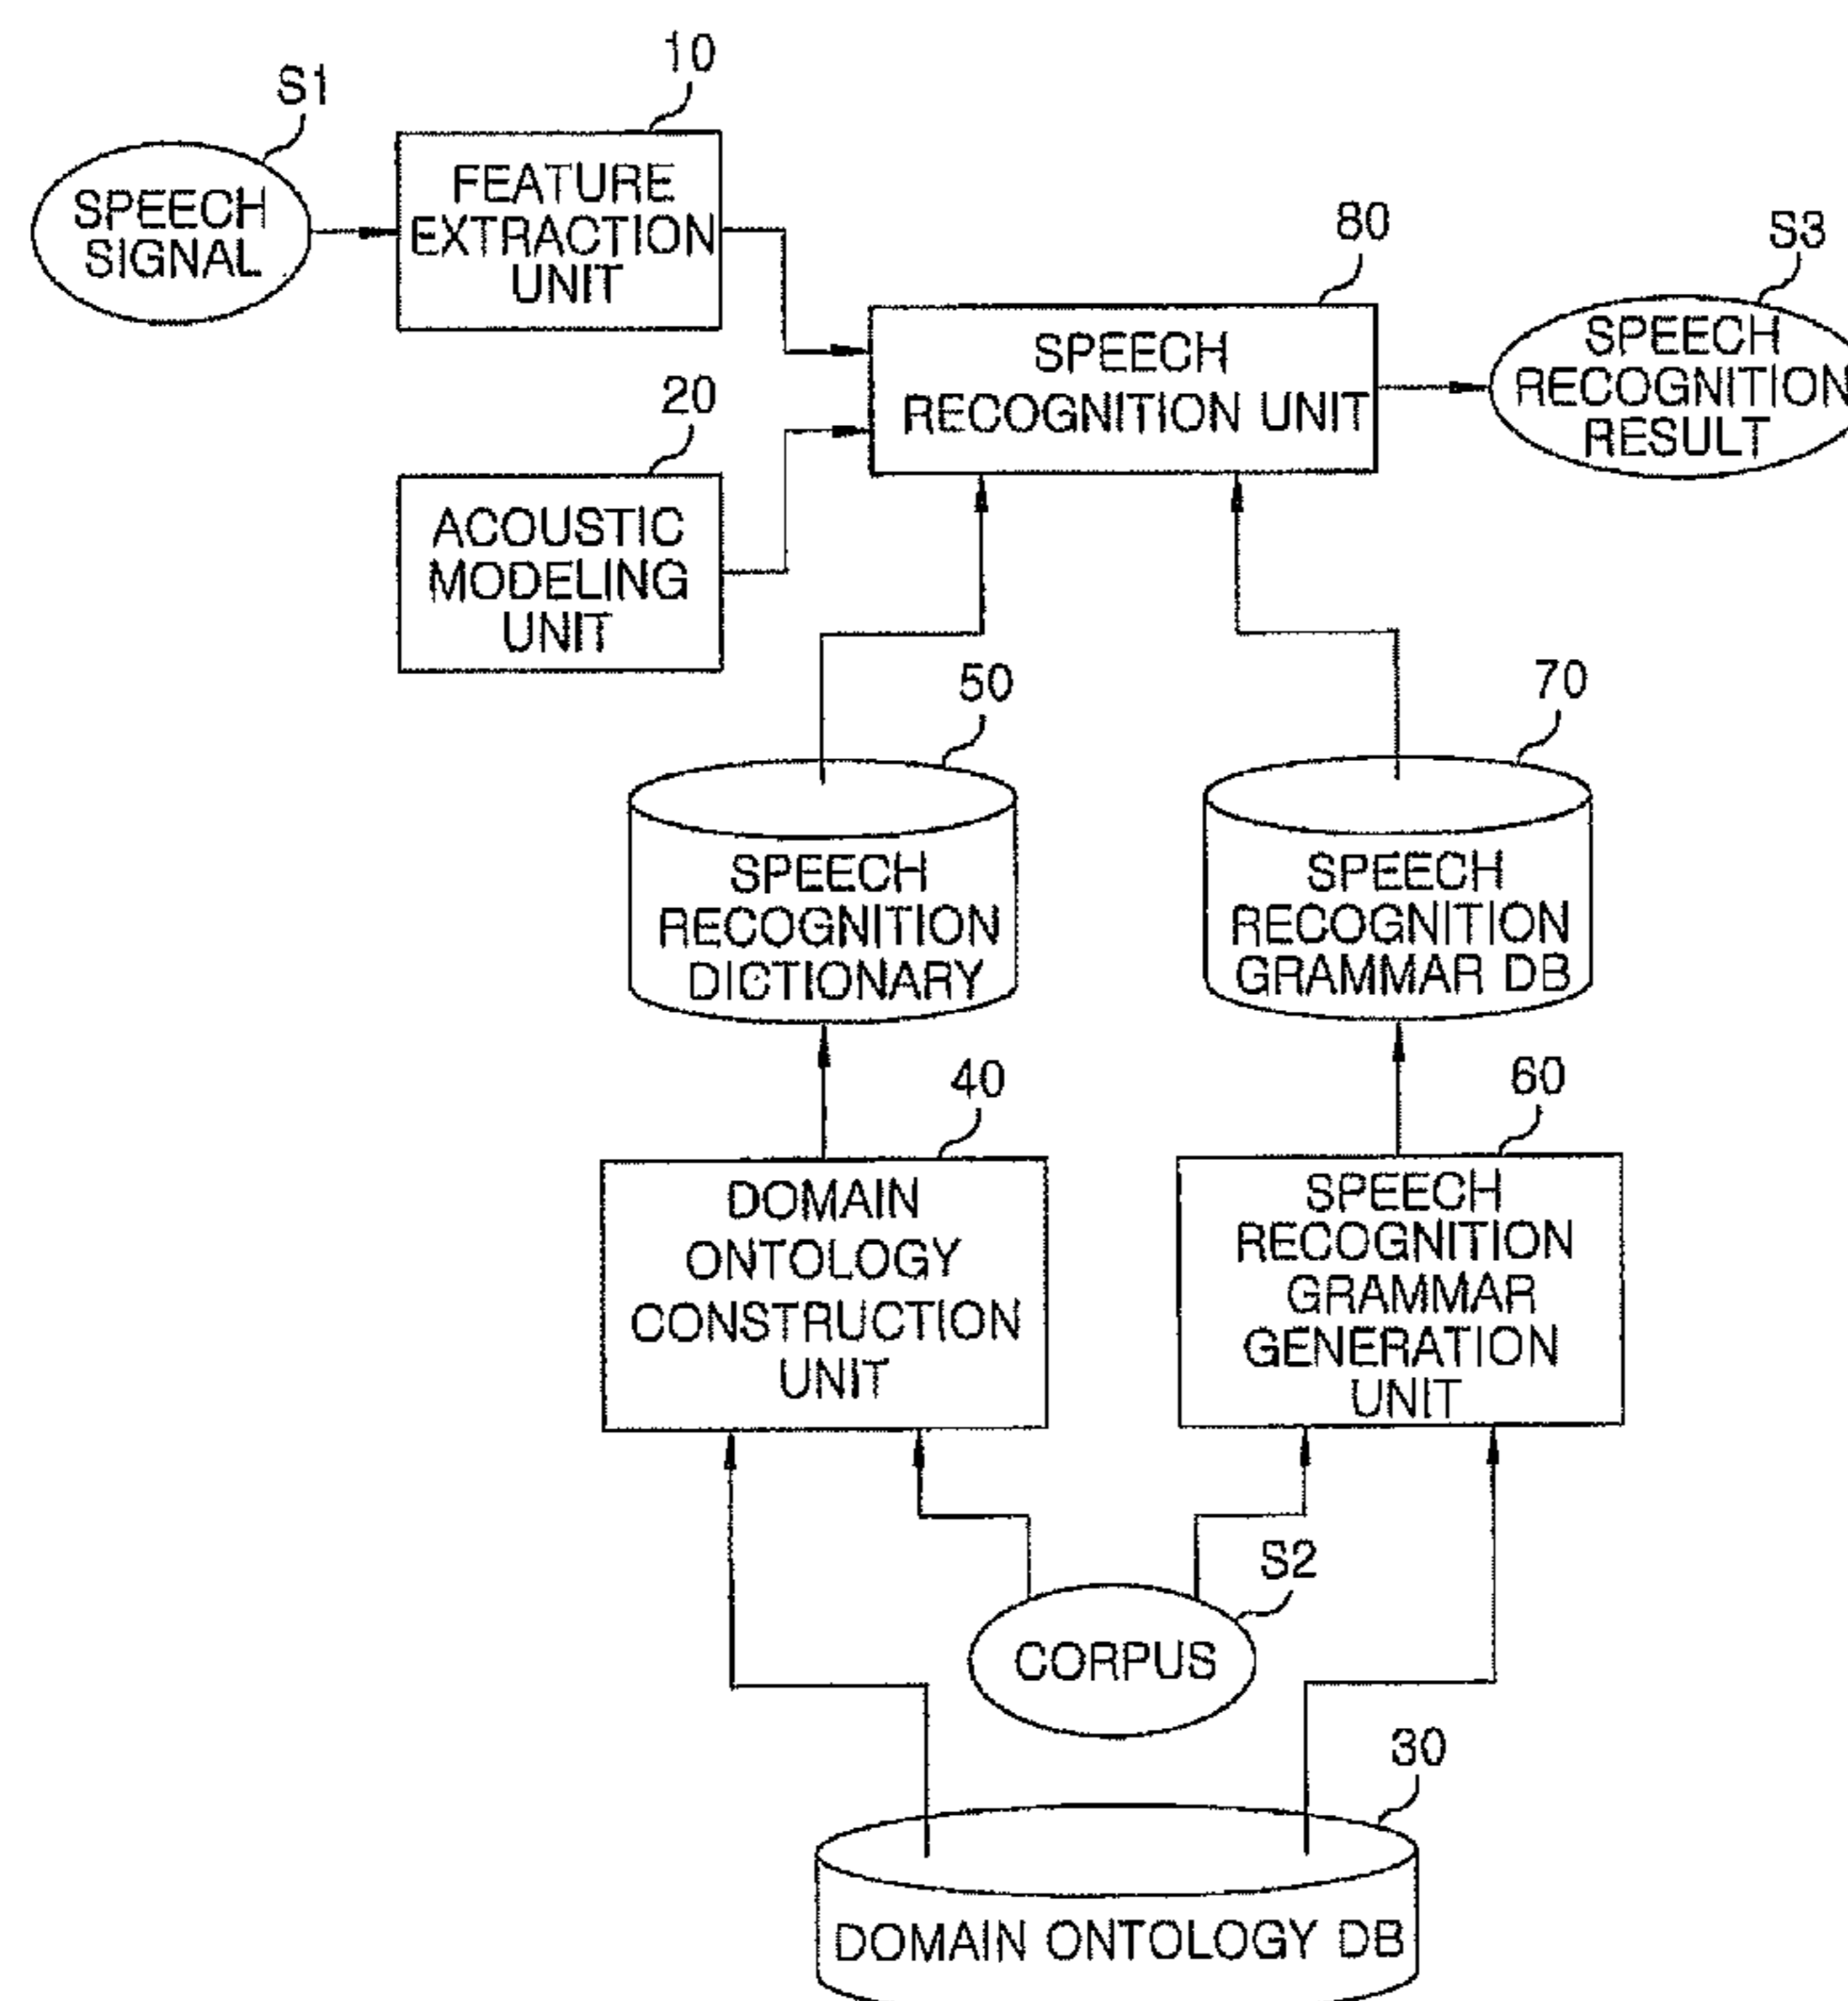 S1
10
SPEECH
SIGNAL
FEATURE
EXTRACTION
UNIT
80
S3
SPEECH
RECOGNITION UNIT
SPEECH
RECOGNITION
RESULT
20
ACOUSTIC
MODELING
UNIT
50
70
SPEECH
RECOGNITION
DICTIONARY
SPEECH
RECOGNITION
GRAMMAR DB
40
60
DOMAIN
ONTOLOGY
CONSTRUCTION
UNIT
SPEECH
RECOGNITION
GRAMMAR
GENERATION
UNIT
S2
CORPUS
30
DOMAIN ONTOLOGY DB